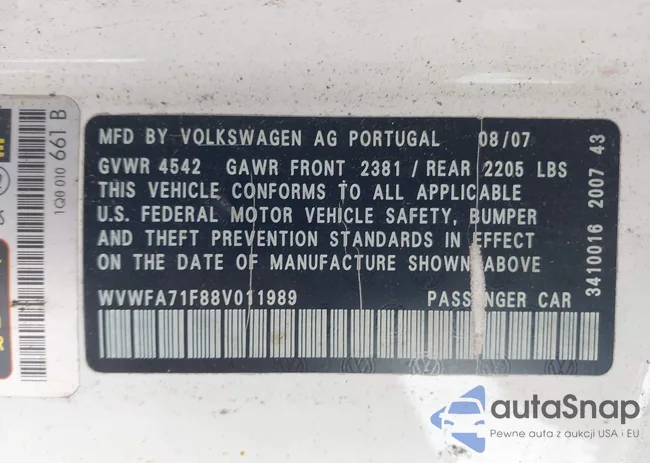 MFD BY VOLKSWAGEN AG PORTUGAL 08/07
GVWR 4542 GAWR FRONT 2381 / REAR 2205 LBS
THIS VEHICLE CONFORMS TO ALL APPLICABLE
U.S. FEDERAL MOTOR VEHICLE SAFETY, BUMPER
AND THEFT PREVENTION STANDARDS IN EFFECT
ON THE DATE OF MANUFACTURE SHOWN ABOVE
WVWFA71F88V011989 PASSENGER CAR
3410016 2007 43
1Q0 010 661 B
autoSnap
Pewne auta z aukcji USA i EU